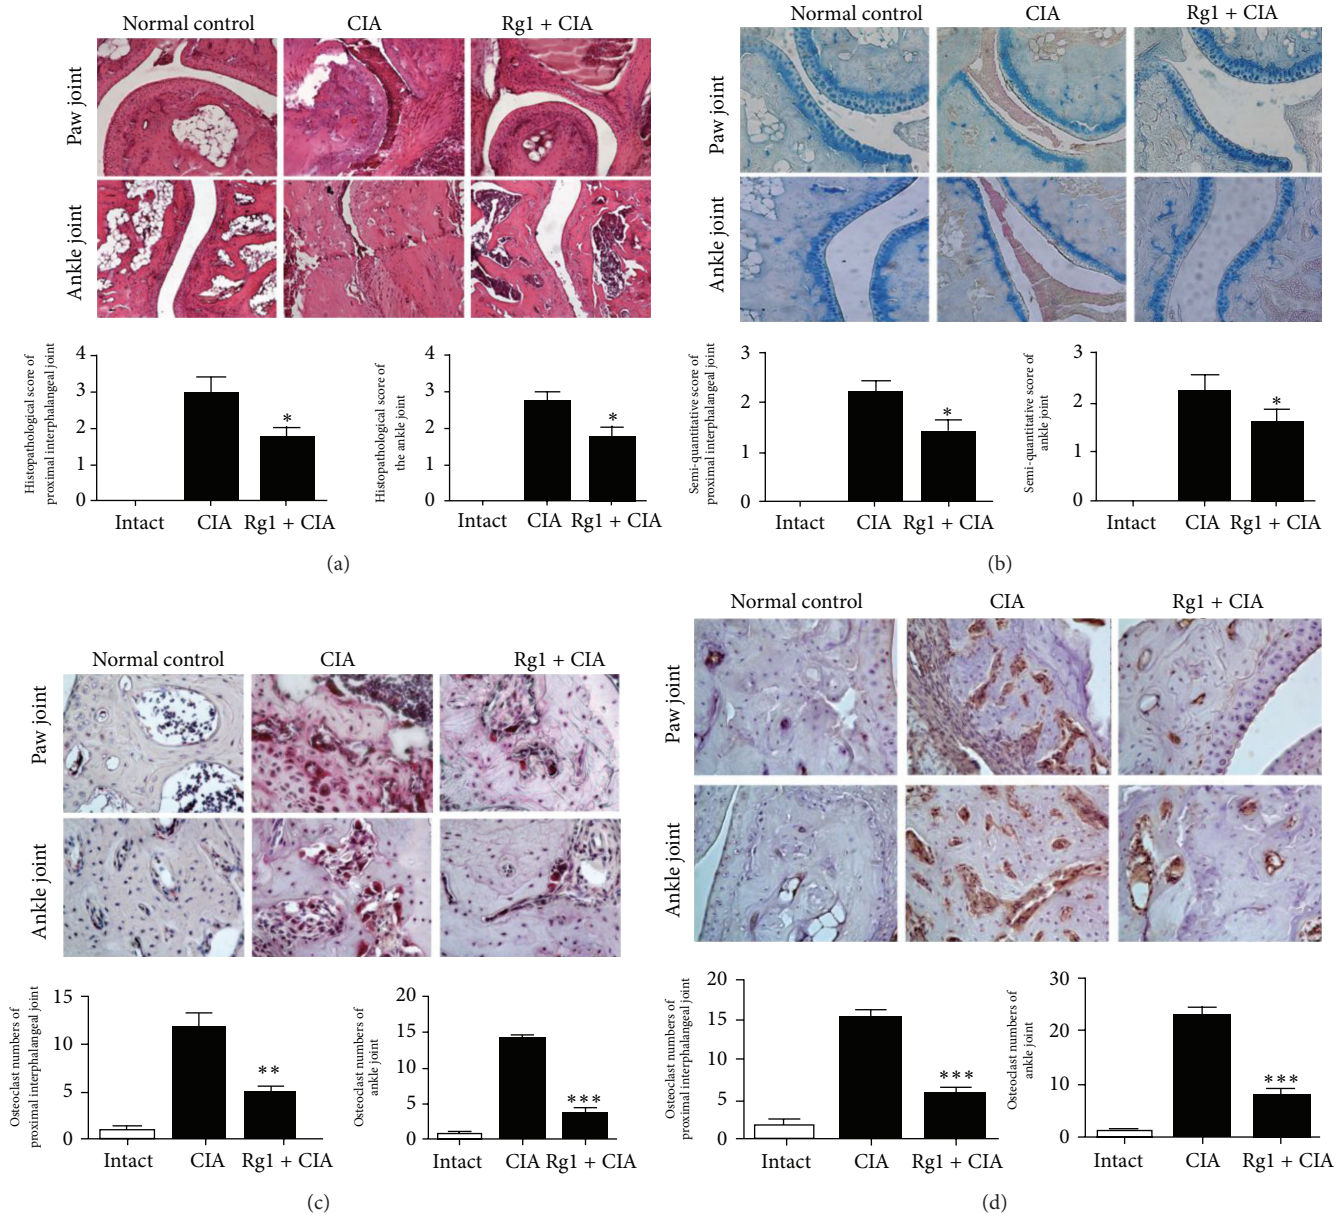 Normal control CIA Rg1 + CIA
Paw joint
Ankle joint
Histopathological score of
proximal interphalangeal joint
4
3
2
1
0
*
Intact CIA Rg1 + CIA
Histopathological score of
the ankle joint
4
3
2
1
0
*
Intact CIA Rg1 + CIA
(a)
Normal control CIA Rg1 + CIA
Paw joint
Ankle joint
Semi-quantitative score of
proximal interphalangeal joint
3
2
1
0
*
Intact CIA Rg1 + CIA
Semi-quantitative score of
ankle joint
3
2
1
0
*
Intact CIA Rg1 + CIA
(b)
Normal control CIA Rg1 + CIA
Paw joint
Ankle joint
Osteoclast numbers of
proximal interphalangeal joint
15
10
5
0
**
Intact CIA Rg1 + CIA
Osteoclast numbers of
ankle joint
20
15
10
5
0
***
Intact CIA Rg1 + CIA
(c)
Normal control CIA Rg1 + CIA
Paw joint
Ankle joint
Osteoclast numbers of
proximal interphalangeal joint
20
15
10
5
0
***
Intact CIA Rg1 + CIA
Osteoclast numbers of
ankle joint
30
20
10
0
***
Intact CIA Rg1 + CIA
(d)